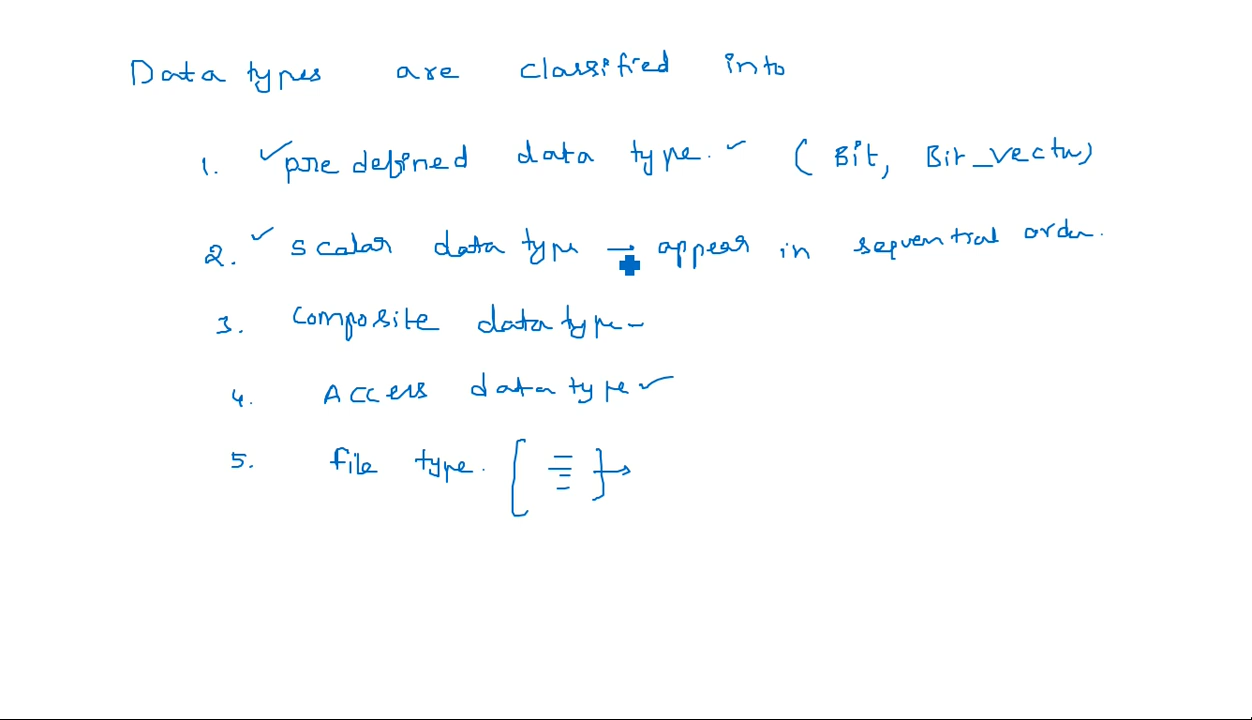 Data types are classified into
1. predefined data type. (Bit, Bit_vector)
2. scalar data type → appear in sequential order.
3. composite data type -
4. Access data type
5. file type. [ }→